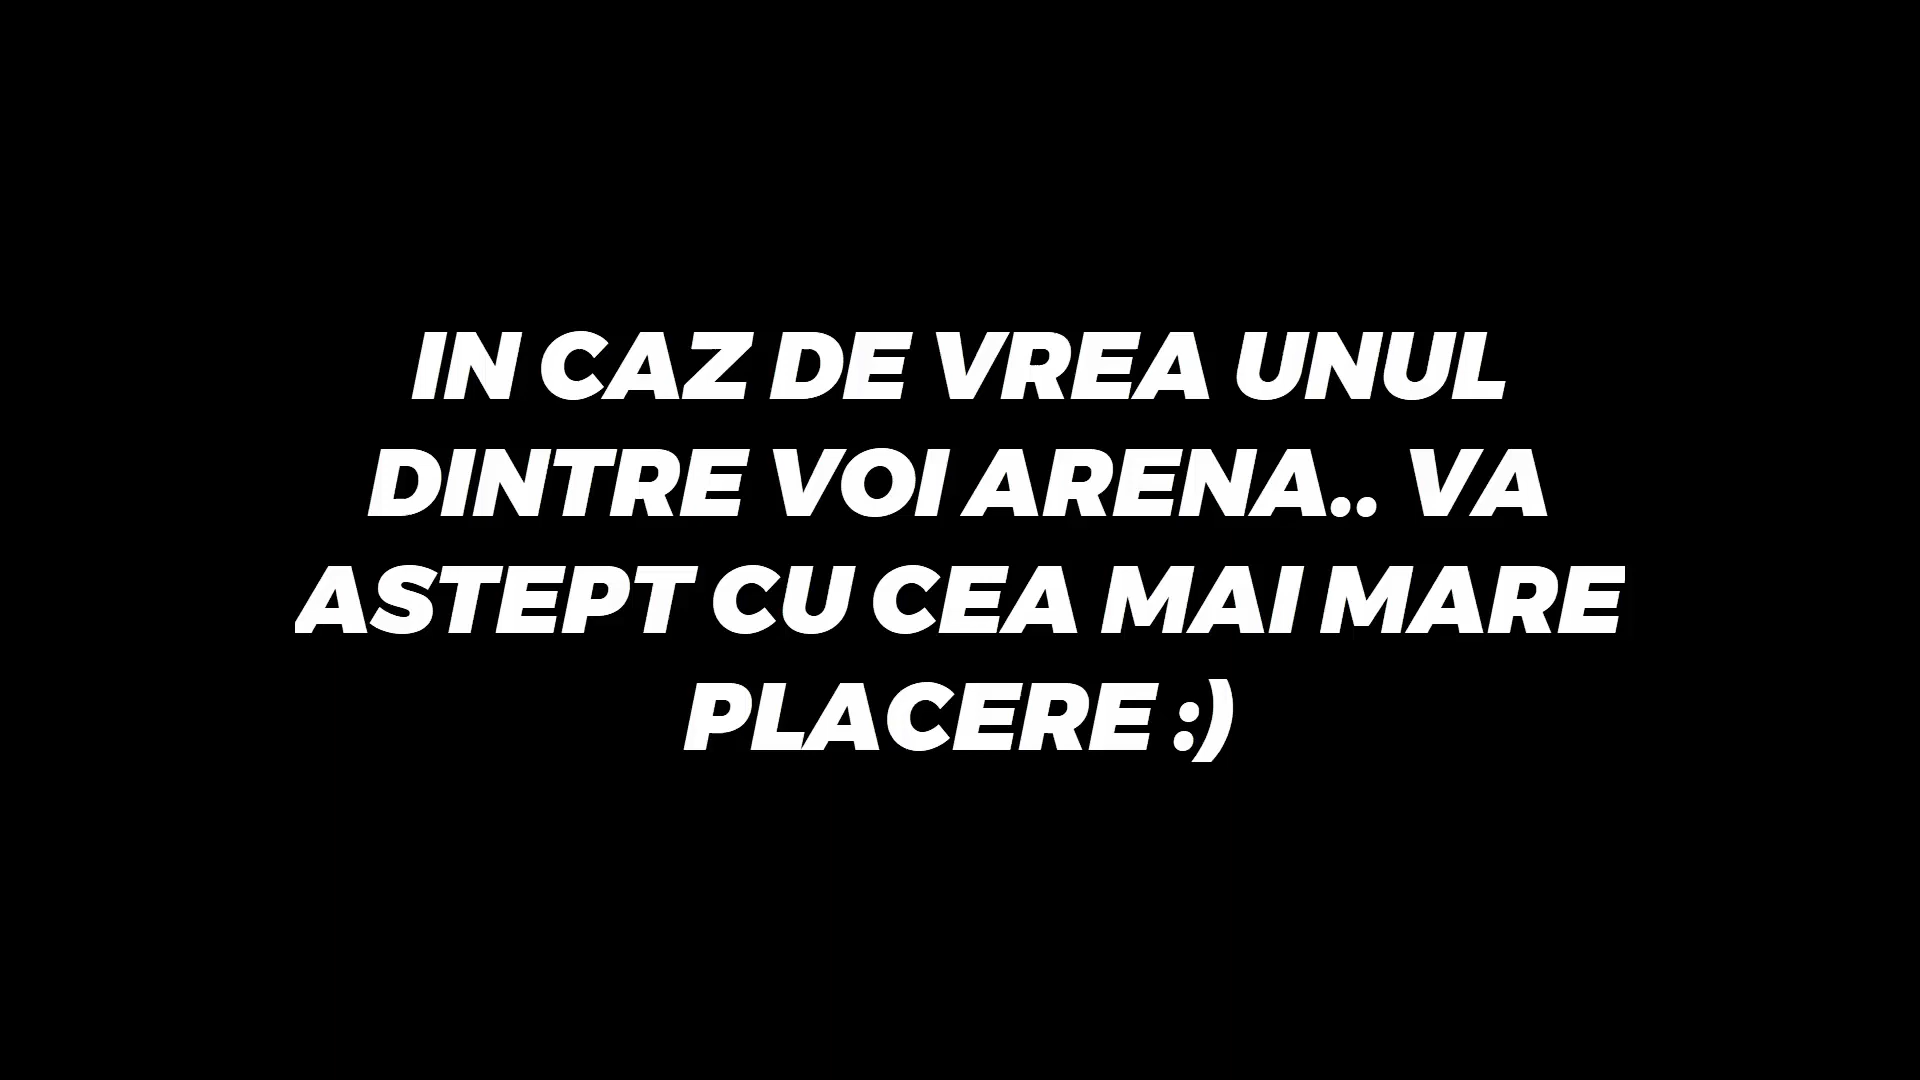 IN CAZ DE VREA UNUL
DINTRE VOI ARENA.. VA
ASTEPT CU CEA MAI MARE
PLACERE :)